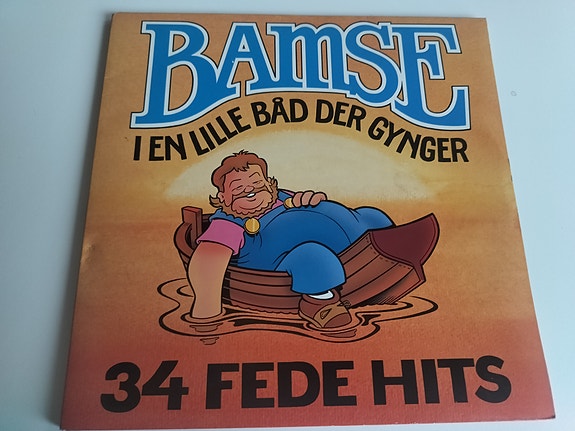 BAMSE
I EN LILLE BÅD DER GYNGER
34 FEDE HITS